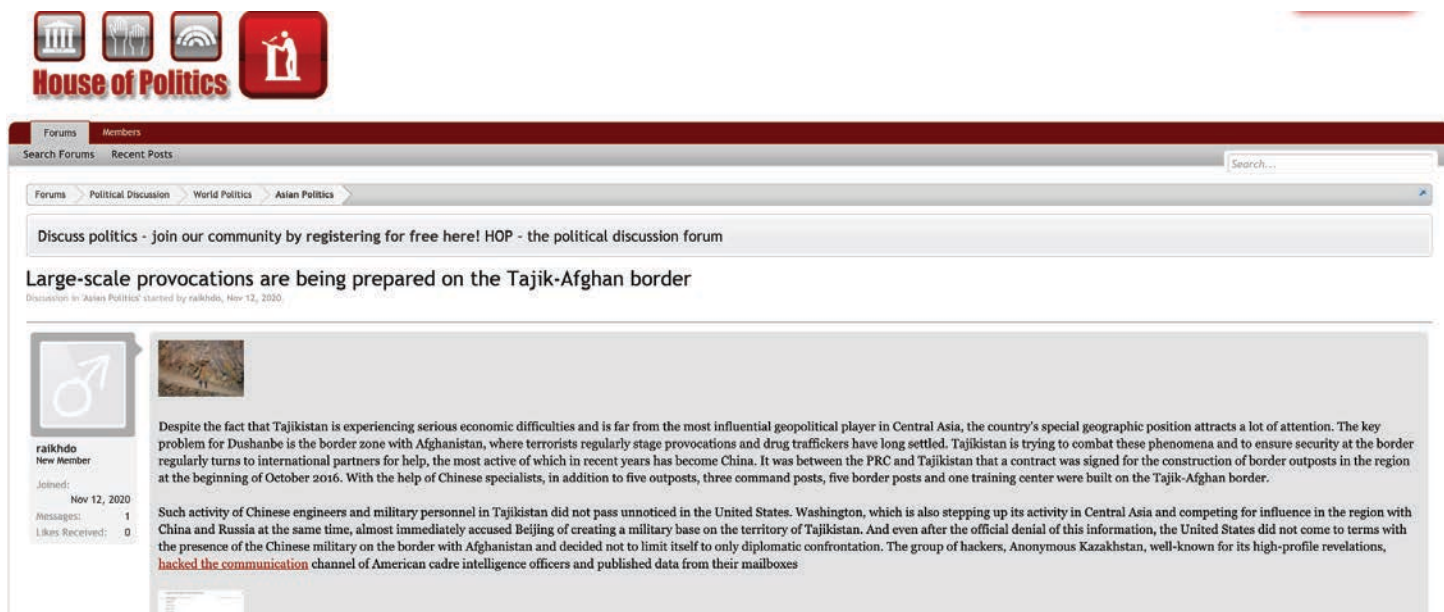 House of Politics
Forums Members
Search Forums Recent Posts
Search...
Forums Political Discussion World Politics Asian Politics
Discuss politics - join our community by registering for free here! HOP - the political discussion forum
Large-scale provocations are being prepared on the Tajik-Afghan border
Discussion in 'Asian Politics' started by raikhdo, Nov 12, 2020.
raikhdo
New Member
Joined:
Nov 12, 2020
Messages: 1
Likes Received: 0
Despite the fact that Tajikistan is experiencing serious economic difficulties and is far from the most influential geopolitical player in Central Asia, the country's special geographic position attracts a lot of attention. The key
problem for Dushanbe is the border zone with Afghanistan, where terrorists regularly stage provocations and drug traffickers have long settled. Tajikistan is trying to combat these phenomena and to ensure security at the border
regularly turns to international partners for help, the most active of which in recent years has become China. It was between the PRC and Tajikistan that a contract was signed for the construction of border outposts in the region
at the beginning of October 2016. With the help of Chinese specialists, in addition to five outposts, three command posts, five border posts and one training center were built on the Tajik-Afghan border.
Such activity of Chinese engineers and military personnel in Tajikistan did not pass unnoticed in the United States. Washington, which is also stepping up its activity in Central Asia and competing for influence in the region with
China and Russia at the same time, almost immediately accused Beijing of creating a military base on the territory of Tajikistan. And even after the official denial of this information, the United States did not come to terms with
the presence of the Chinese military on the border with Afghanistan and decided not to limit itself to only diplomatic confrontation. The group of hackers, Anonymous Kazakhstan, well-known for its high-profile revelations,
hacked the communication channel of American cadre intelligence officers and published data from their mailboxes